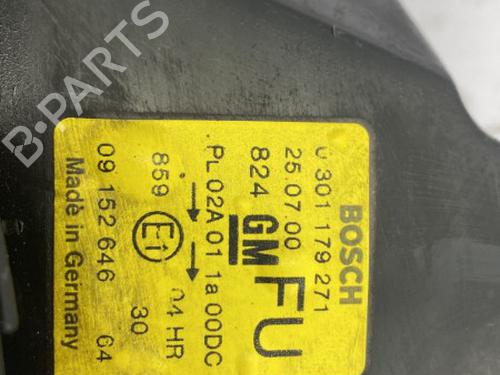 BOSCH
0 301 179 271
25.07.00
824 GM FU
PL 02A 01 1a 00DC
859 E1 04 HR
30
09 152 646 64
Made in Germany
B-PARTS